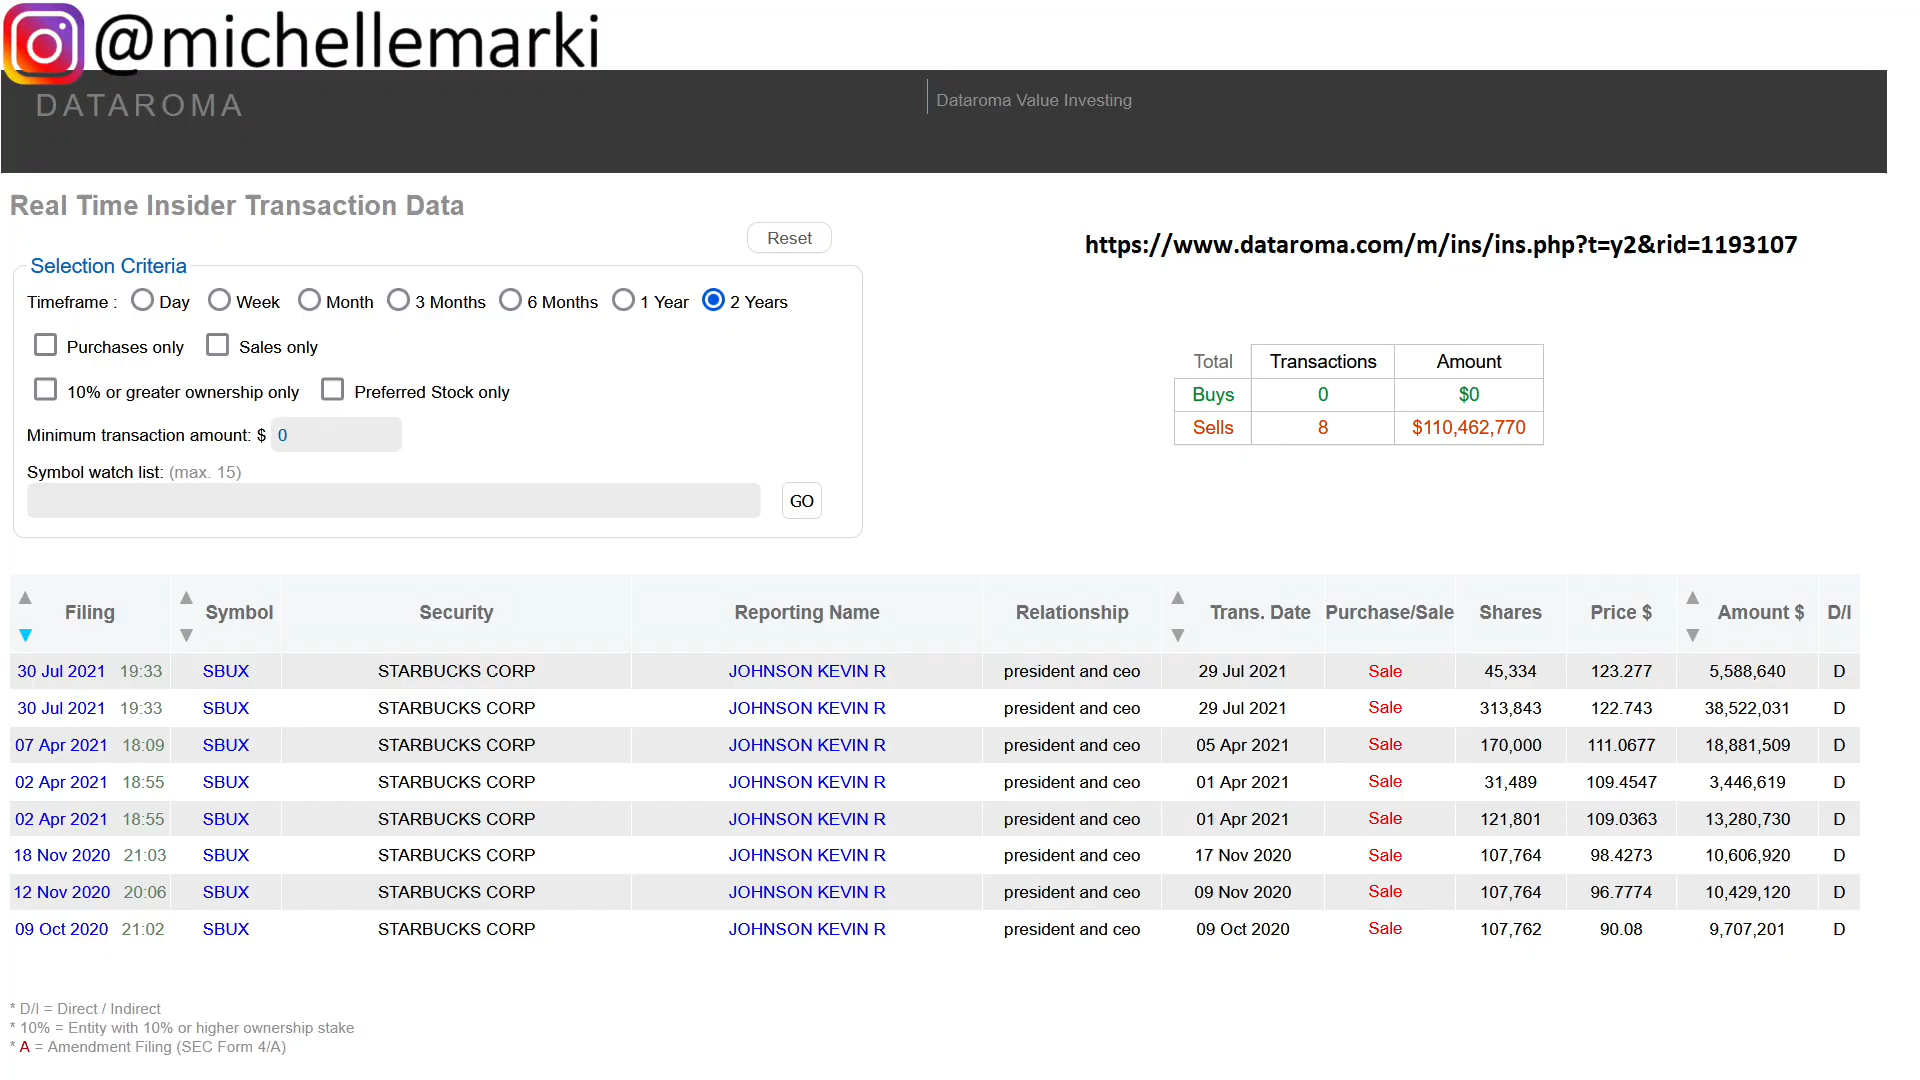 @michellemarki
DATAROMA
Dataroma Value Investing
Real Time Insider Transaction Data
Reset
https://www.dataroma.com/m/ins/ins.php?t=y2&rid=1193107
Selection Criteria
Timeframe : Day Week Month 3 Months 6 Months 1 Year 2 Years
Purchases only Sales only
10% or greater ownership only Preferred Stock only
Minimum transaction amount: $ 0
Symbol watch list: (max. 15)
GO
Total Transactions Amount
Buys 0 $0
Sells 8 $110,462,770
▲ ▼ Filing ▲ ▼ Symbol Security Reporting Name Relationship ▲ ▼ Trans. Date Purchase/Sale Shares Price $ ▲ ▼ Amount $ D/I
30 Jul 2021 19:33 SBUX STARBUCKS CORP JOHNSON KEVIN R president and ceo 29 Jul 2021 Sale 45,334 123.277 5,588,640 D
30 Jul 2021 19:33 SBUX STARBUCKS CORP JOHNSON KEVIN R president and ceo 29 Jul 2021 Sale 313,843 122.743 38,522,031 D
07 Apr 2021 18:09 SBUX STARBUCKS CORP JOHNSON KEVIN R president and ceo 05 Apr 2021 Sale 170,000 111.0677 18,881,509 D
02 Apr 2021 18:55 SBUX STARBUCKS CORP JOHNSON KEVIN R president and ceo 01 Apr 2021 Sale 31,489 109.4547 3,446,619 D
02 Apr 2021 18:55 SBUX STARBUCKS CORP JOHNSON KEVIN R president and ceo 01 Apr 2021 Sale 121,801 109.0363 13,280,730 D
18 Nov 2020 21:03 SBUX STARBUCKS CORP JOHNSON KEVIN R president and ceo 17 Nov 2020 Sale 107,764 98.4273 10,606,920 D
12 Nov 2020 20:06 SBUX STARBUCKS CORP JOHNSON KEVIN R president and ceo 09 Nov 2020 Sale 107,764 96.7774 10,429,120 D
09 Oct 2020 21:02 SBUX STARBUCKS CORP JOHNSON KEVIN R president and ceo 09 Oct 2020 Sale 107,762 90.08 9,707,201 D
* D/I = Direct / Indirect
* 10% = Entity with 10% or higher ownership stake
* A = Amendment Filing (SEC Form 4/A)